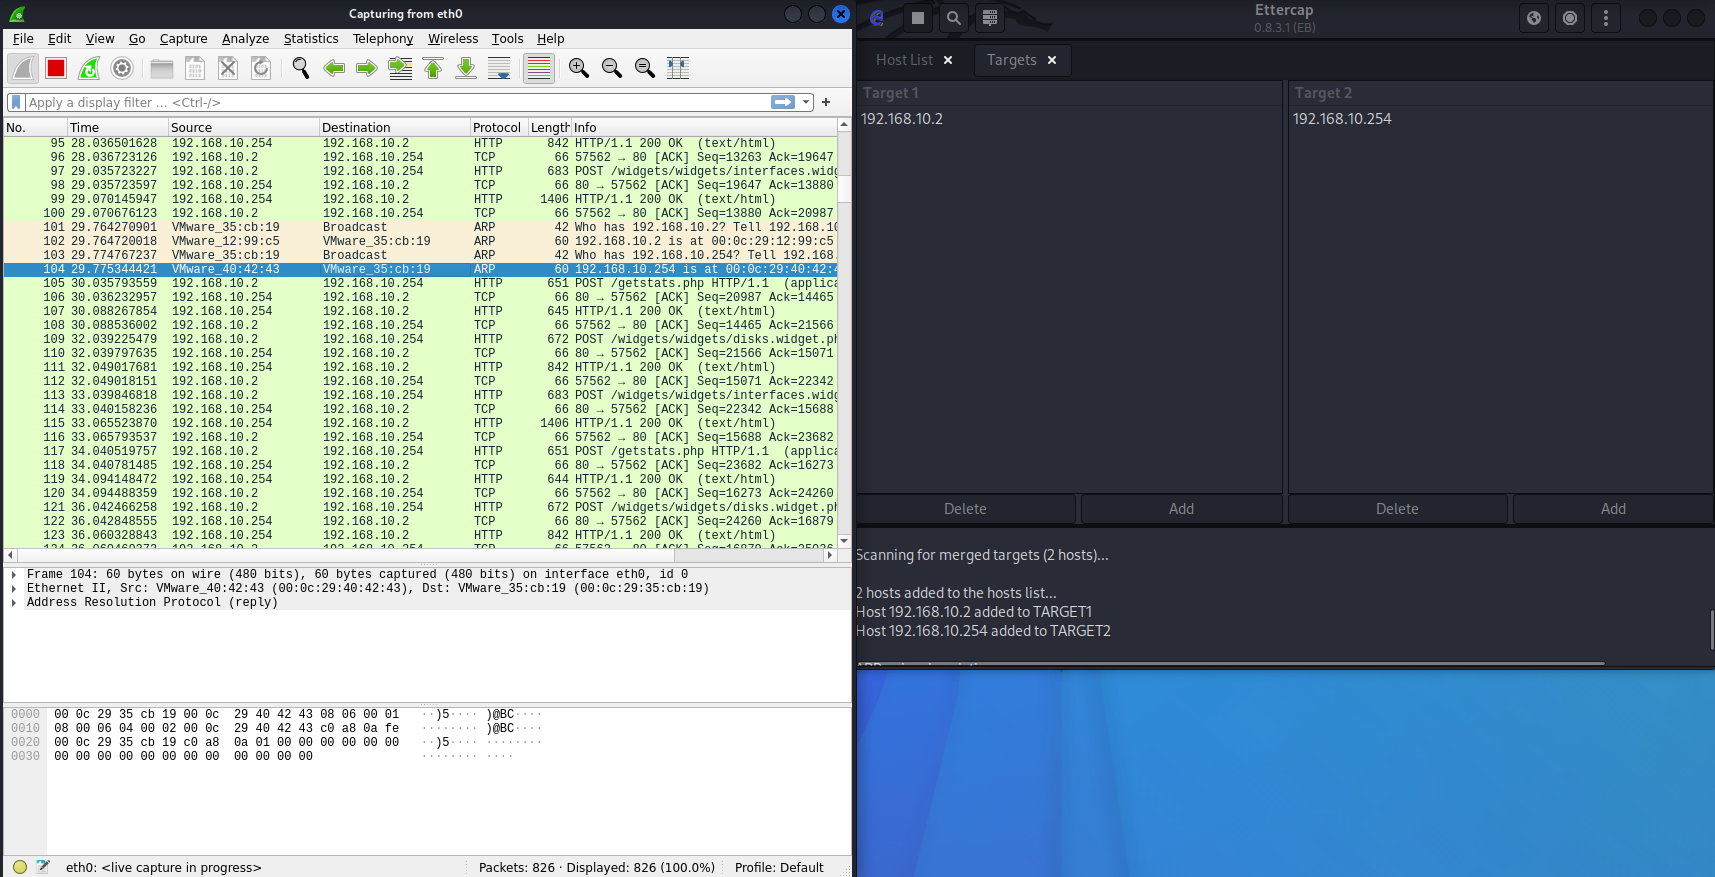 Capturing from eth0
File Edit View Go Capture Analyze Statistics Telephony Wireless Tools Help
Apply a display filter ... <Ctrl-/>
No. Time Source Destination Protocol Length Info
95 28.036501628 192.168.10.254 192.168.10.2 HTTP 842 HTTP/1.1 200 OK (text/html)
96 28.036723126 192.168.10.2 192.168.10.254 TCP 66 57562 → 80 [ACK] Seq=13263 Ack=19647
97 29.035723227 192.168.10.2 192.168.10.254 HTTP 683 POST /widgets/widgets/interfaces.widg
98 29.035723597 192.168.10.254 192.168.10.2 TCP 66 80 → 57562 [ACK] Seq=19647 Ack=13880
99 29.070145947 192.168.10.254 192.168.10.2 HTTP 1406 HTTP/1.1 200 OK (text/html)
100 29.070676123 192.168.10.2 192.168.10.254 TCP 66 57562 → 80 [ACK] Seq=13880 Ack=20987
101 29.764270901 VMware_35:cb:19 Broadcast ARP 42 Who has 192.168.10.2? Tell 192.168.10
102 29.764720018 VMware_12:99:c5 VMware_35:cb:19 ARP 60 192.168.10.2 is at 00:0c:29:12:99:c5
103 29.774767237 VMware_35:cb:19 Broadcast ARP 42 Who has 192.168.10.254? Tell 192.168.
104 29.775344421 VMware_40:42:43 VMware_35:cb:19 ARP 60 192.168.10.254 is at 00:0c:29:40:42:4
105 30.035793559 192.168.10.2 192.168.10.254 HTTP 651 POST /getstats.php HTTP/1.1 (applica
106 30.036232957 192.168.10.254 192.168.10.2 TCP 66 80 → 57562 [ACK] Seq=20987 Ack=14465
107 30.088267854 192.168.10.254 192.168.10.2 HTTP 645 HTTP/1.1 200 OK (text/html)
108 30.088536002 192.168.10.2 192.168.10.254 TCP 66 57562 → 80 [ACK] Seq=14465 Ack=21566
109 32.039225479 192.168.10.2 192.168.10.254 HTTP 672 POST /widgets/widgets/disks.widget.ph
110 32.039797635 192.168.10.254 192.168.10.2 TCP 66 80 → 57562 [ACK] Seq=21566 Ack=15071
111 32.049017681 192.168.10.254 192.168.10.2 HTTP 842 HTTP/1.1 200 OK (text/html)
112 32.049018151 192.168.10.2 192.168.10.254 TCP 66 57562 → 80 [ACK] Seq=15071 Ack=22342
113 33.039846818 192.168.10.2 192.168.10.254 HTTP 683 POST /widgets/widgets/interfaces.widg
114 33.040158236 192.168.10.254 192.168.10.2 TCP 66 80 → 57562 [ACK] Seq=22342 Ack=15688
115 33.065523870 192.168.10.254 192.168.10.2 HTTP 1406 HTTP/1.1 200 OK (text/html)
116 33.065793537 192.168.10.2 192.168.10.254 TCP 66 57562 → 80 [ACK] Seq=15688 Ack=23682
117 34.040519757 192.168.10.2 192.168.10.254 HTTP 651 POST /getstats.php HTTP/1.1 (applica
118 34.040781485 192.168.10.254 192.168.10.2 TCP 66 80 → 57562 [ACK] Seq=23682 Ack=16273
119 34.094148472 192.168.10.254 192.168.10.2 HTTP 644 HTTP/1.1 200 OK (text/html)
120 34.094488359 192.168.10.2 192.168.10.254 TCP 66 57562 → 80 [ACK] Seq=16273 Ack=24260
121 36.042466258 192.168.10.2 192.168.10.254 HTTP 672 POST /widgets/widgets/disks.widget.ph
122 36.042848555 192.168.10.254 192.168.10.2 TCP 66 80 → 57562 [ACK] Seq=24260 Ack=16879
123 36.060328843 192.168.10.254 192.168.10.2 HTTP 842 HTTP/1.1 200 OK (text/html)
Frame 104: 60 bytes on wire (480 bits), 60 bytes captured (480 bits) on interface eth0, id 0
Ethernet II, Src: VMware_40:42:43 (00:0c:29:40:42:43), Dst: VMware_35:cb:19 (00:0c:29:35:cb:19)
Address Resolution Protocol (reply)
0000 00 0c 29 35 cb 19 00 0c 29 40 42 43 08 06 00 01 ··)5···· )@BC····
0010 08 00 06 04 00 02 00 0c 29 40 42 43 c0 a8 0a fe ········ )@BC····
0020 00 0c 29 35 cb 19 c0 a8 0a 01 00 00 00 00 00 00 ··)5···· ········
0030 00 00 00 00 00 00 00 00 00 00 00 00 ········ ····
eth0: <live capture in progress> Packets: 826 · Displayed: 826 (100.0%) Profile: Default
Ettercap
0.8.3.1 (EB)
Host List Targets
Target 1 Target 2
192.168.10.2 192.168.10.254
Delete Add Delete Add
Scanning for merged targets (2 hosts)...
2 hosts added to the hosts list...
Host 192.168.10.2 added to TARGET1
Host 192.168.10.254 added to TARGET2